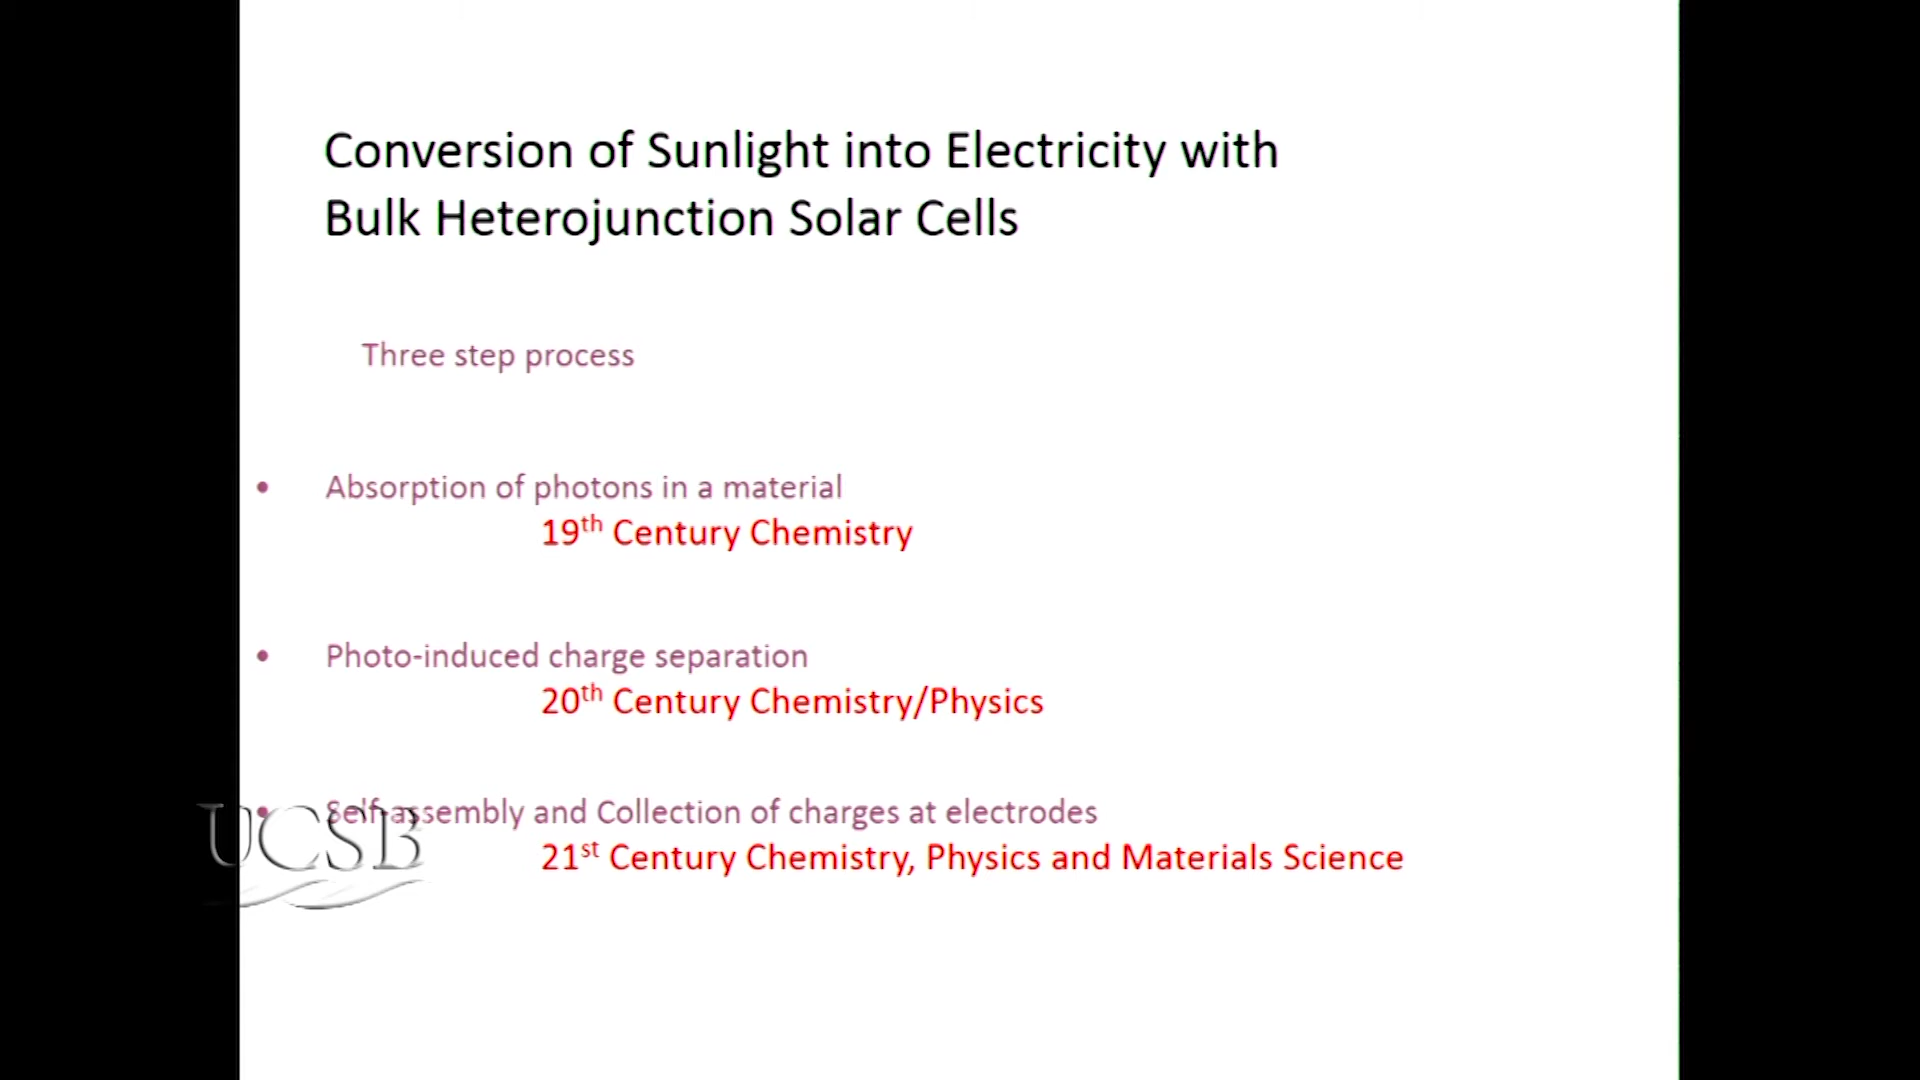 Conversion of Sunlight into Electricity with
Bulk Heterojunction Solar Cells
Three step process
• Absorption of photons in a material
19th Century Chemistry
• Photo-induced charge separation
20th Century Chemistry/Physics
• Self-assembly and Collection of charges at electrodes
21st Century Chemistry, Physics and Materials Science
UCSB